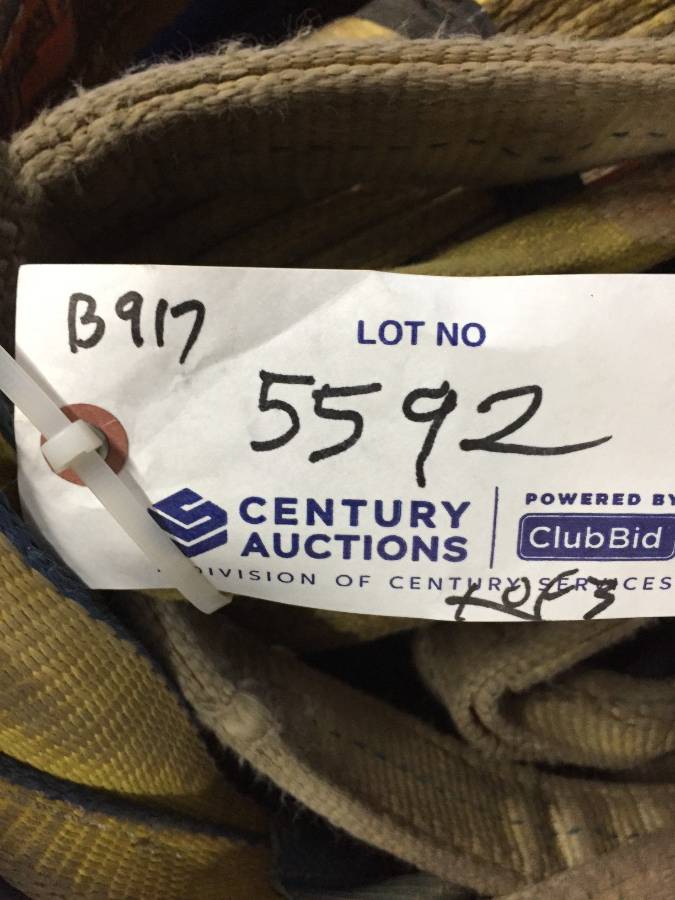 B917
LOT NO
5592
CENTURY
AUCTIONS
POWERED BY
ClubBid
DIVISION OF CENTURY SERVICES